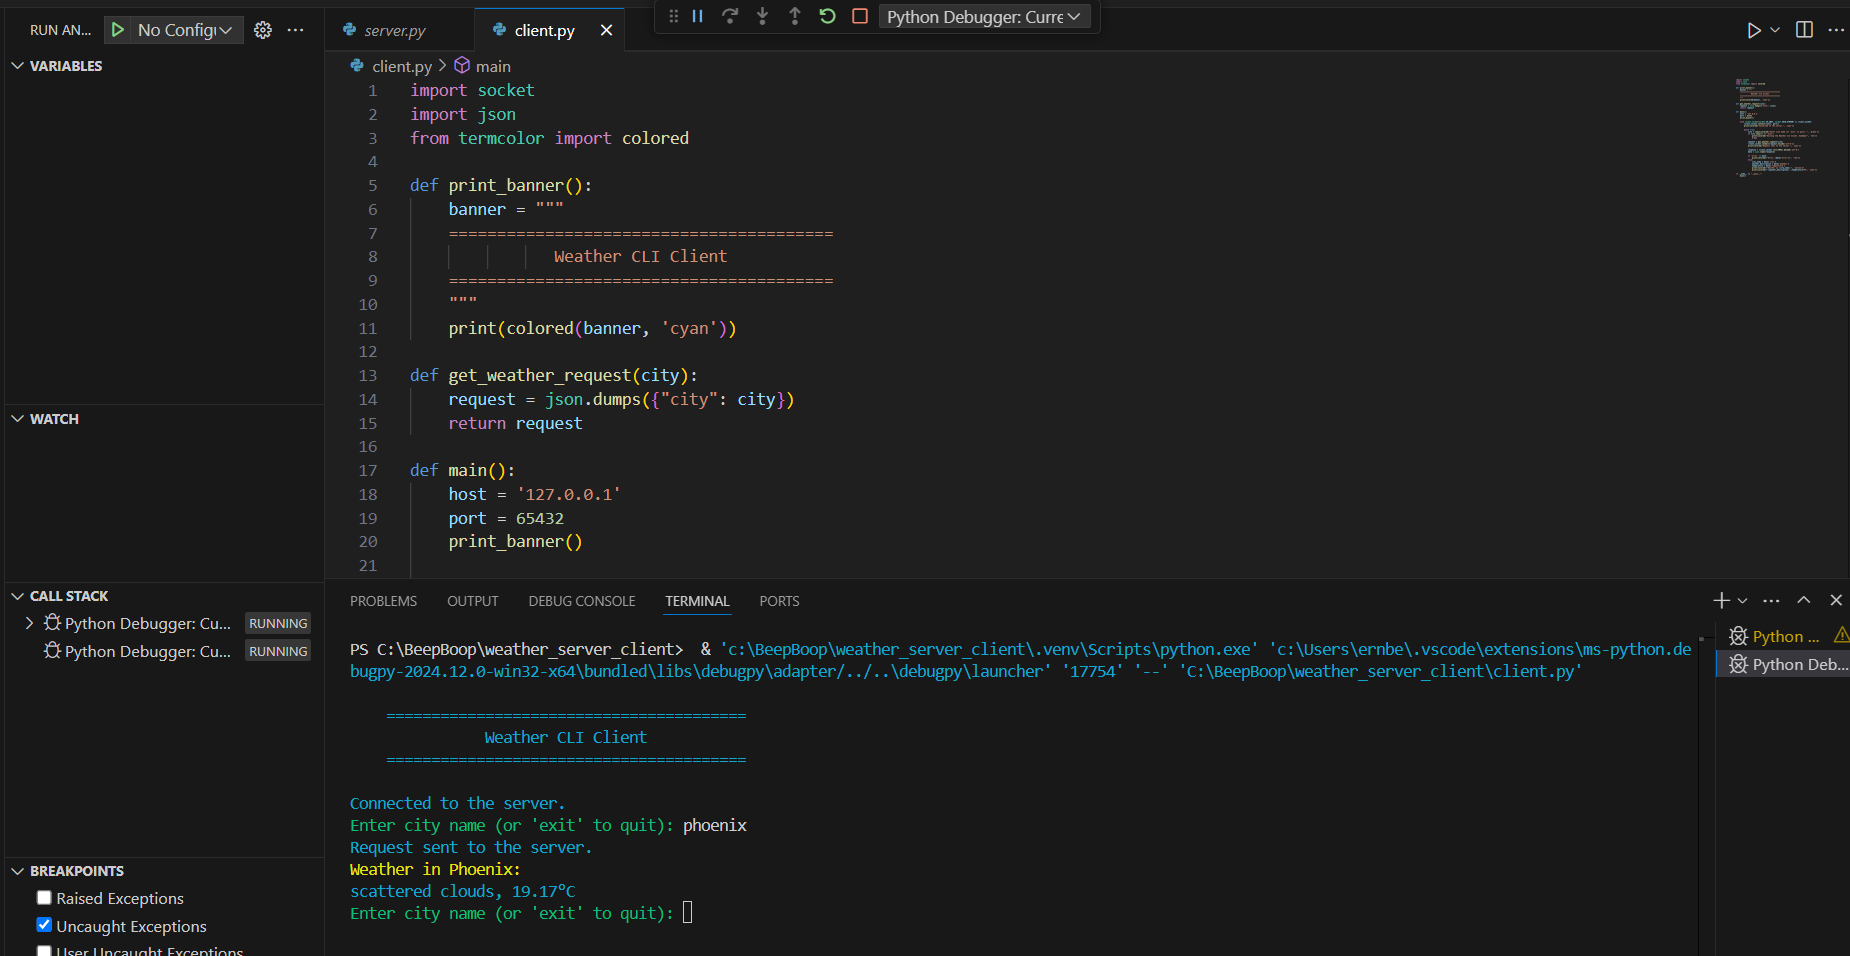 RUN AN... No Configu
server.py client.py
Python Debugger: Curre
VARIABLES
WATCH
CALL STACK
Python Debugger: Cu... RUNNING
Python Debugger: Cu... RUNNING
BREAKPOINTS
Raised Exceptions
Uncaught Exceptions
User Uncaught Exceptions
client.py > main
1 import socket
2 import json
3 from termcolor import colored
4
5 def print_banner():
6 banner = """
7 ========================================
8 Weather CLI Client
9 ========================================
10 """
11 print(colored(banner, 'cyan'))
12
13 def get_weather_request(city):
14 request = json.dumps({"city": city})
15 return request
16
17 def main():
18 host = '127.0.0.1'
19 port = 65432
20 print_banner()
21
PROBLEMS OUTPUT DEBUG CONSOLE TERMINAL PORTS
PS C:\BeepBoop\weather_server_client> & 'c:\BeepBoop\weather_server_client\.venv\Scripts\python.exe' 'c:\Users\ernbe\.vscode\extensions\ms-python.de
bugpy-2024.12.0-win32-x64\bundled\libs\debugpy\adapter/../..\debugpy\launcher' '17754' '--' 'C:\BeepBoop\weather_server_client\client.py'
========================================
Weather CLI Client
========================================
Connected to the server.
Enter city name (or 'exit' to quit): phoenix
Request sent to the server.
Weather in Phoenix:
scattered clouds, 19.17°C
Enter city name (or 'exit' to quit):
Python ...
Python Deb...